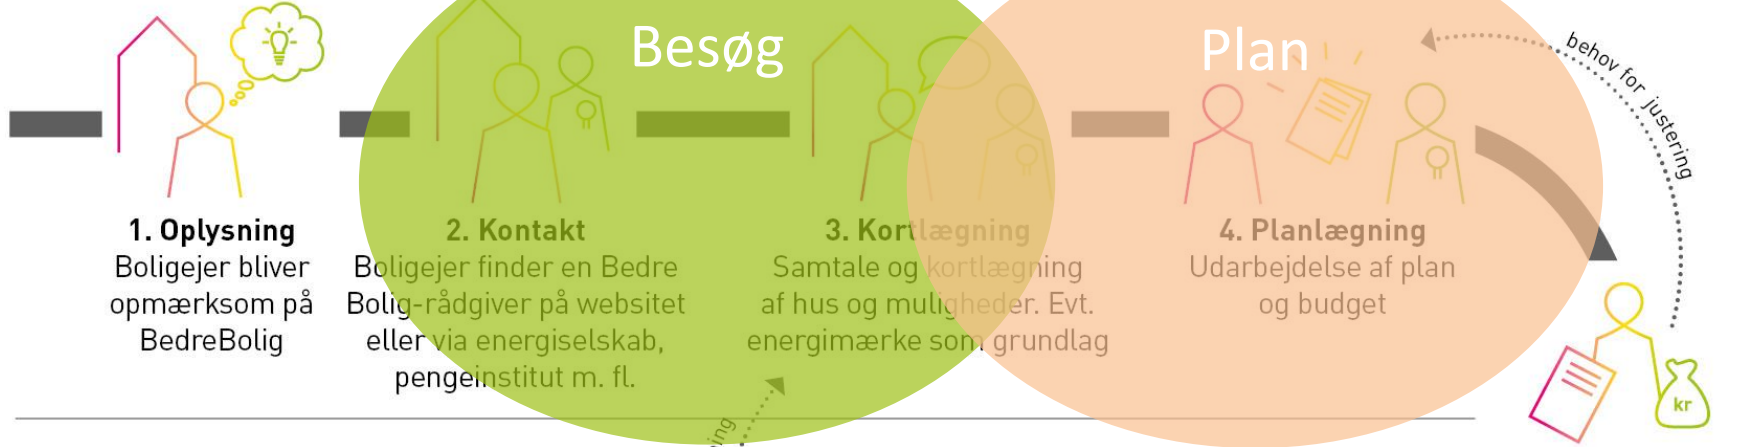 Besøg
Plan
behov for justering
1. Oplysning
Boligejer bliver
opmærksom på
BedreBolig
2. Kontakt
Boligejer finder en Bedre
Bolig-rådgiver på websitet
eller via energiselskab,
pengeinstitut m. fl.
3. Kortlægning
Samtale og kortlægning
af hus og muligheder. Evt.
energimærke som grundlag
4. Planlægning
Udarbejdelse af plan
og budget
kr